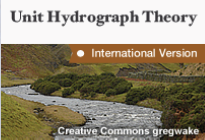 Unit Hydrograph Theory
International Version
Creative Commons gregwake